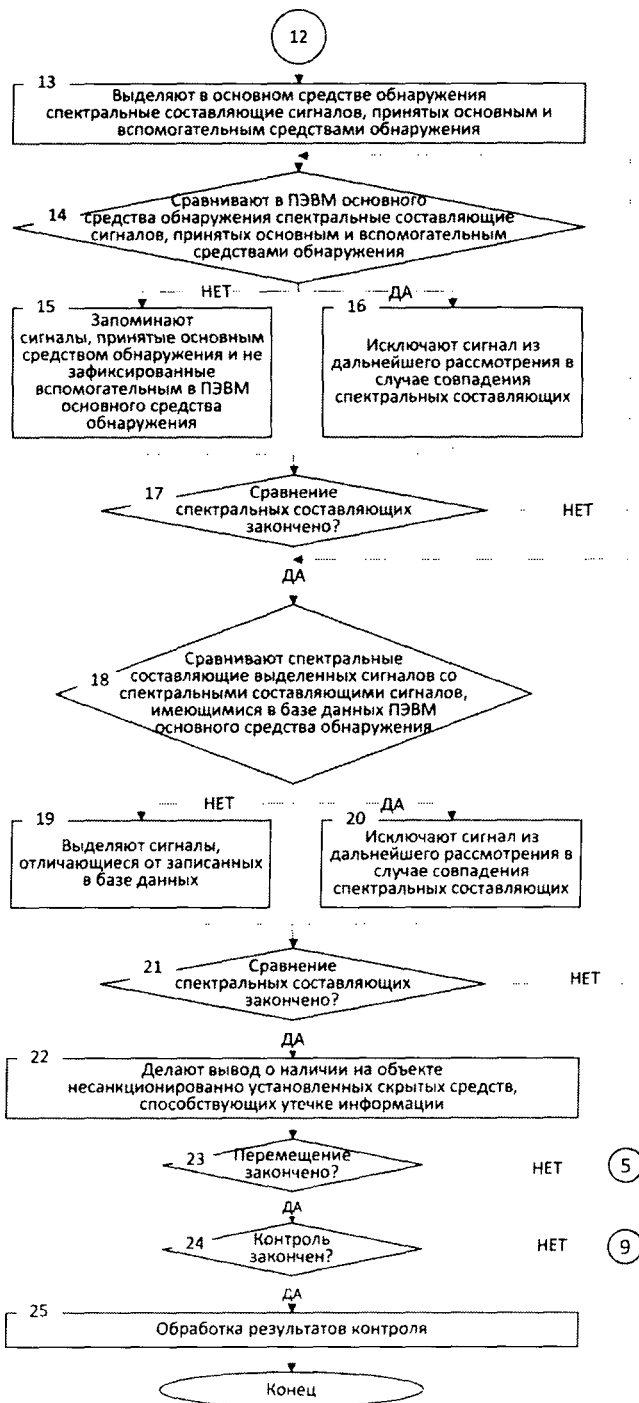 12
13
Выделяют в основном средстве обнаружения
спектральные составляющие сигналов, принятых основным и
вспомогательным средствами обнаружения
14
Сравнивают в ПЭВМ основного
средства обнаружения спектральные составляющие
сигналов, принятых основным и вспомогательным
средствами обнаружения
НЕТ
ДА
15
Запоминают
сигналы, принятые основным
средством обнаружения и не
зафиксированные
вспомогательным в ПЭВМ
основного средства
обнаружения
16
Исключают сигнал из
дальнейшего рассмотрения в
случае совпадения
спектральных составляющих
17
Сравнение
спектральных составляющих
закончено?
НЕТ
ДА
18
Сравнивают спектральные
составляющие выделенных сигналов со
спектральными составляющими сигналов,
имеющимися в базе данных ПЭВМ
основного средства обнаружения
НЕТ
ДА
19
Выделяют сигналы,
отличающиеся от записанных
в базе данных
20
Исключают сигнал из
дальнейшего рассмотрения в
случае совпадения
спектральных составляющих
21
Сравнение
спектральных составляющих
закончено?
НЕТ
ДА
22
Делают вывод о наличии на объекте
несанкционированно установленных скрытых средств,
способствующих утечке информации
23
Перемещение
закончено?
НЕТ
5
ДА
24
Контроль
закончен?
НЕТ
9
ДА
25
Обработка результатов контроля
Конец